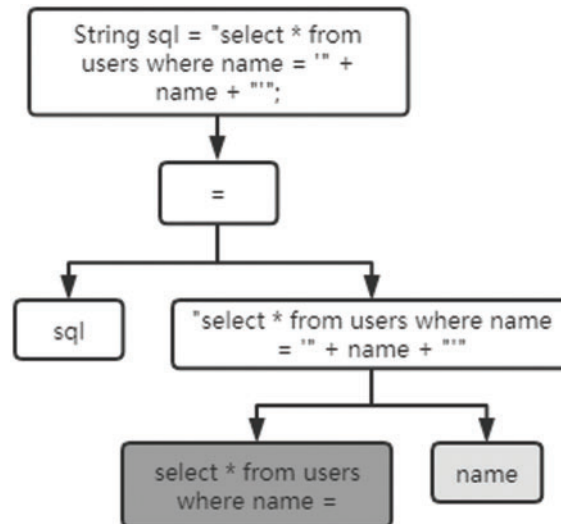 String sql = "select * from
users where name = '" +
name + "'";
=
sql
"select * from users where name
= '" + name + "'"
select * from users
where name =
name